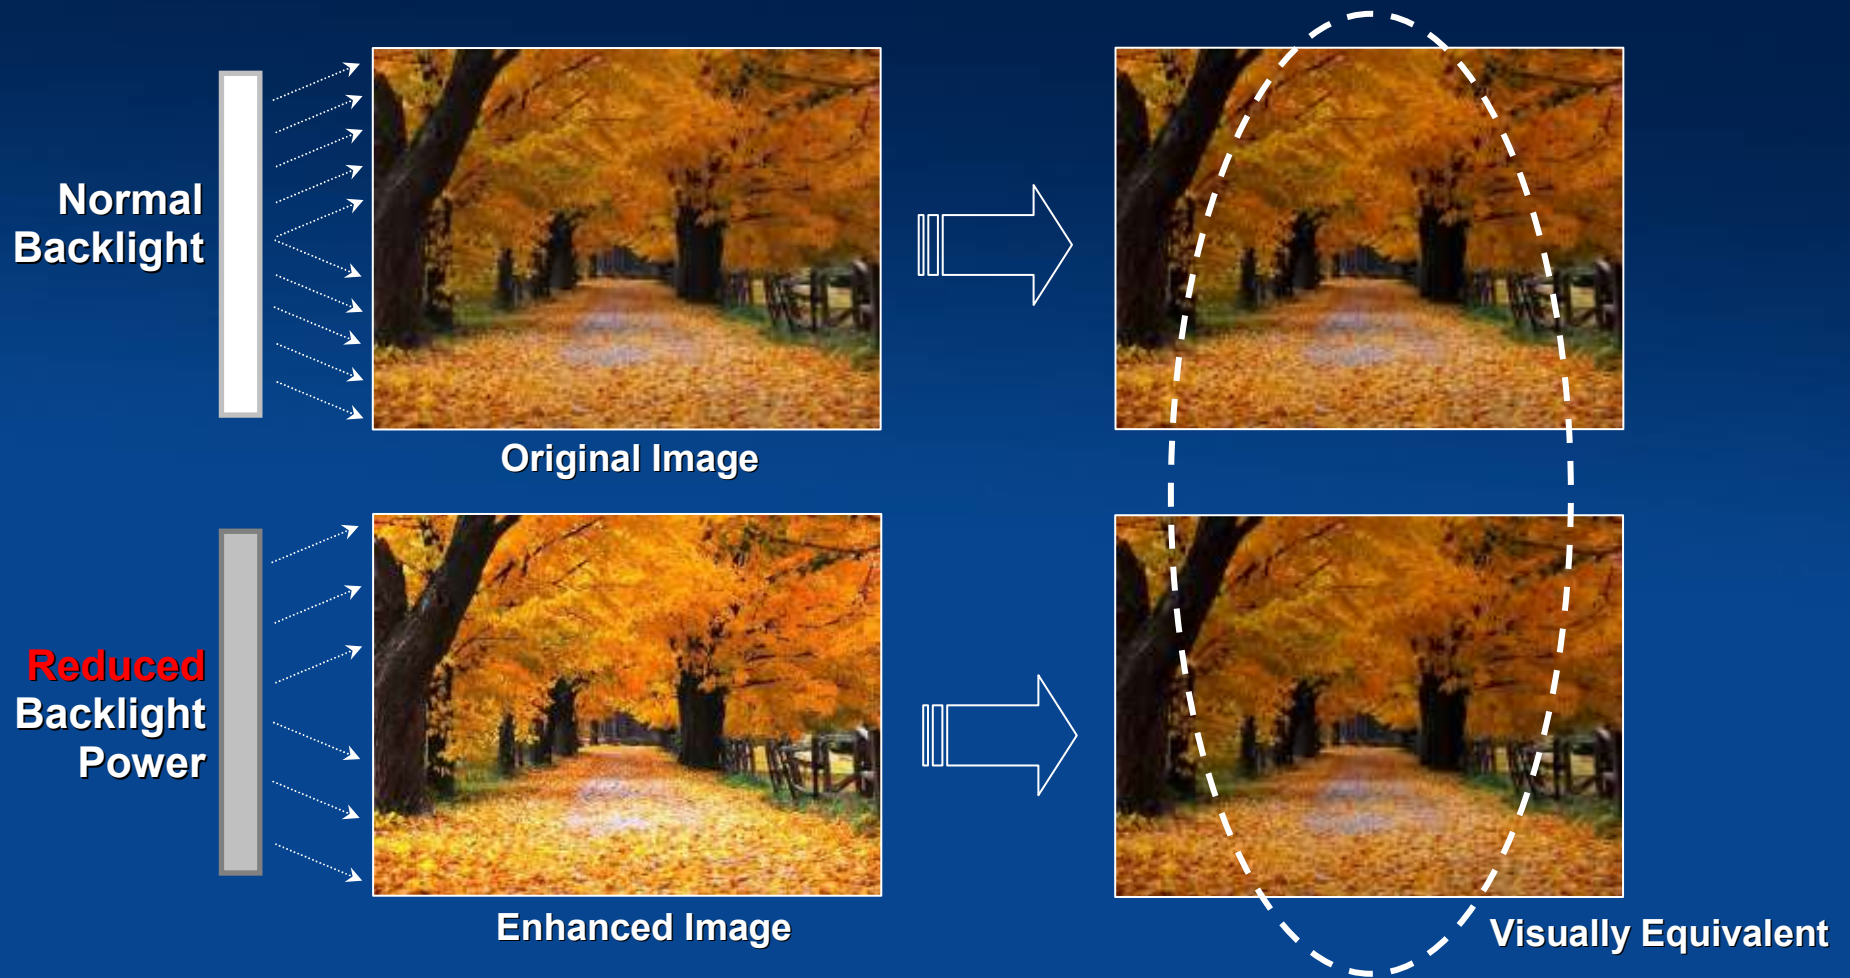 Normal
Backlight
Original Image
Reduced
Backlight
Power
Enhanced Image
Visually Equivalent